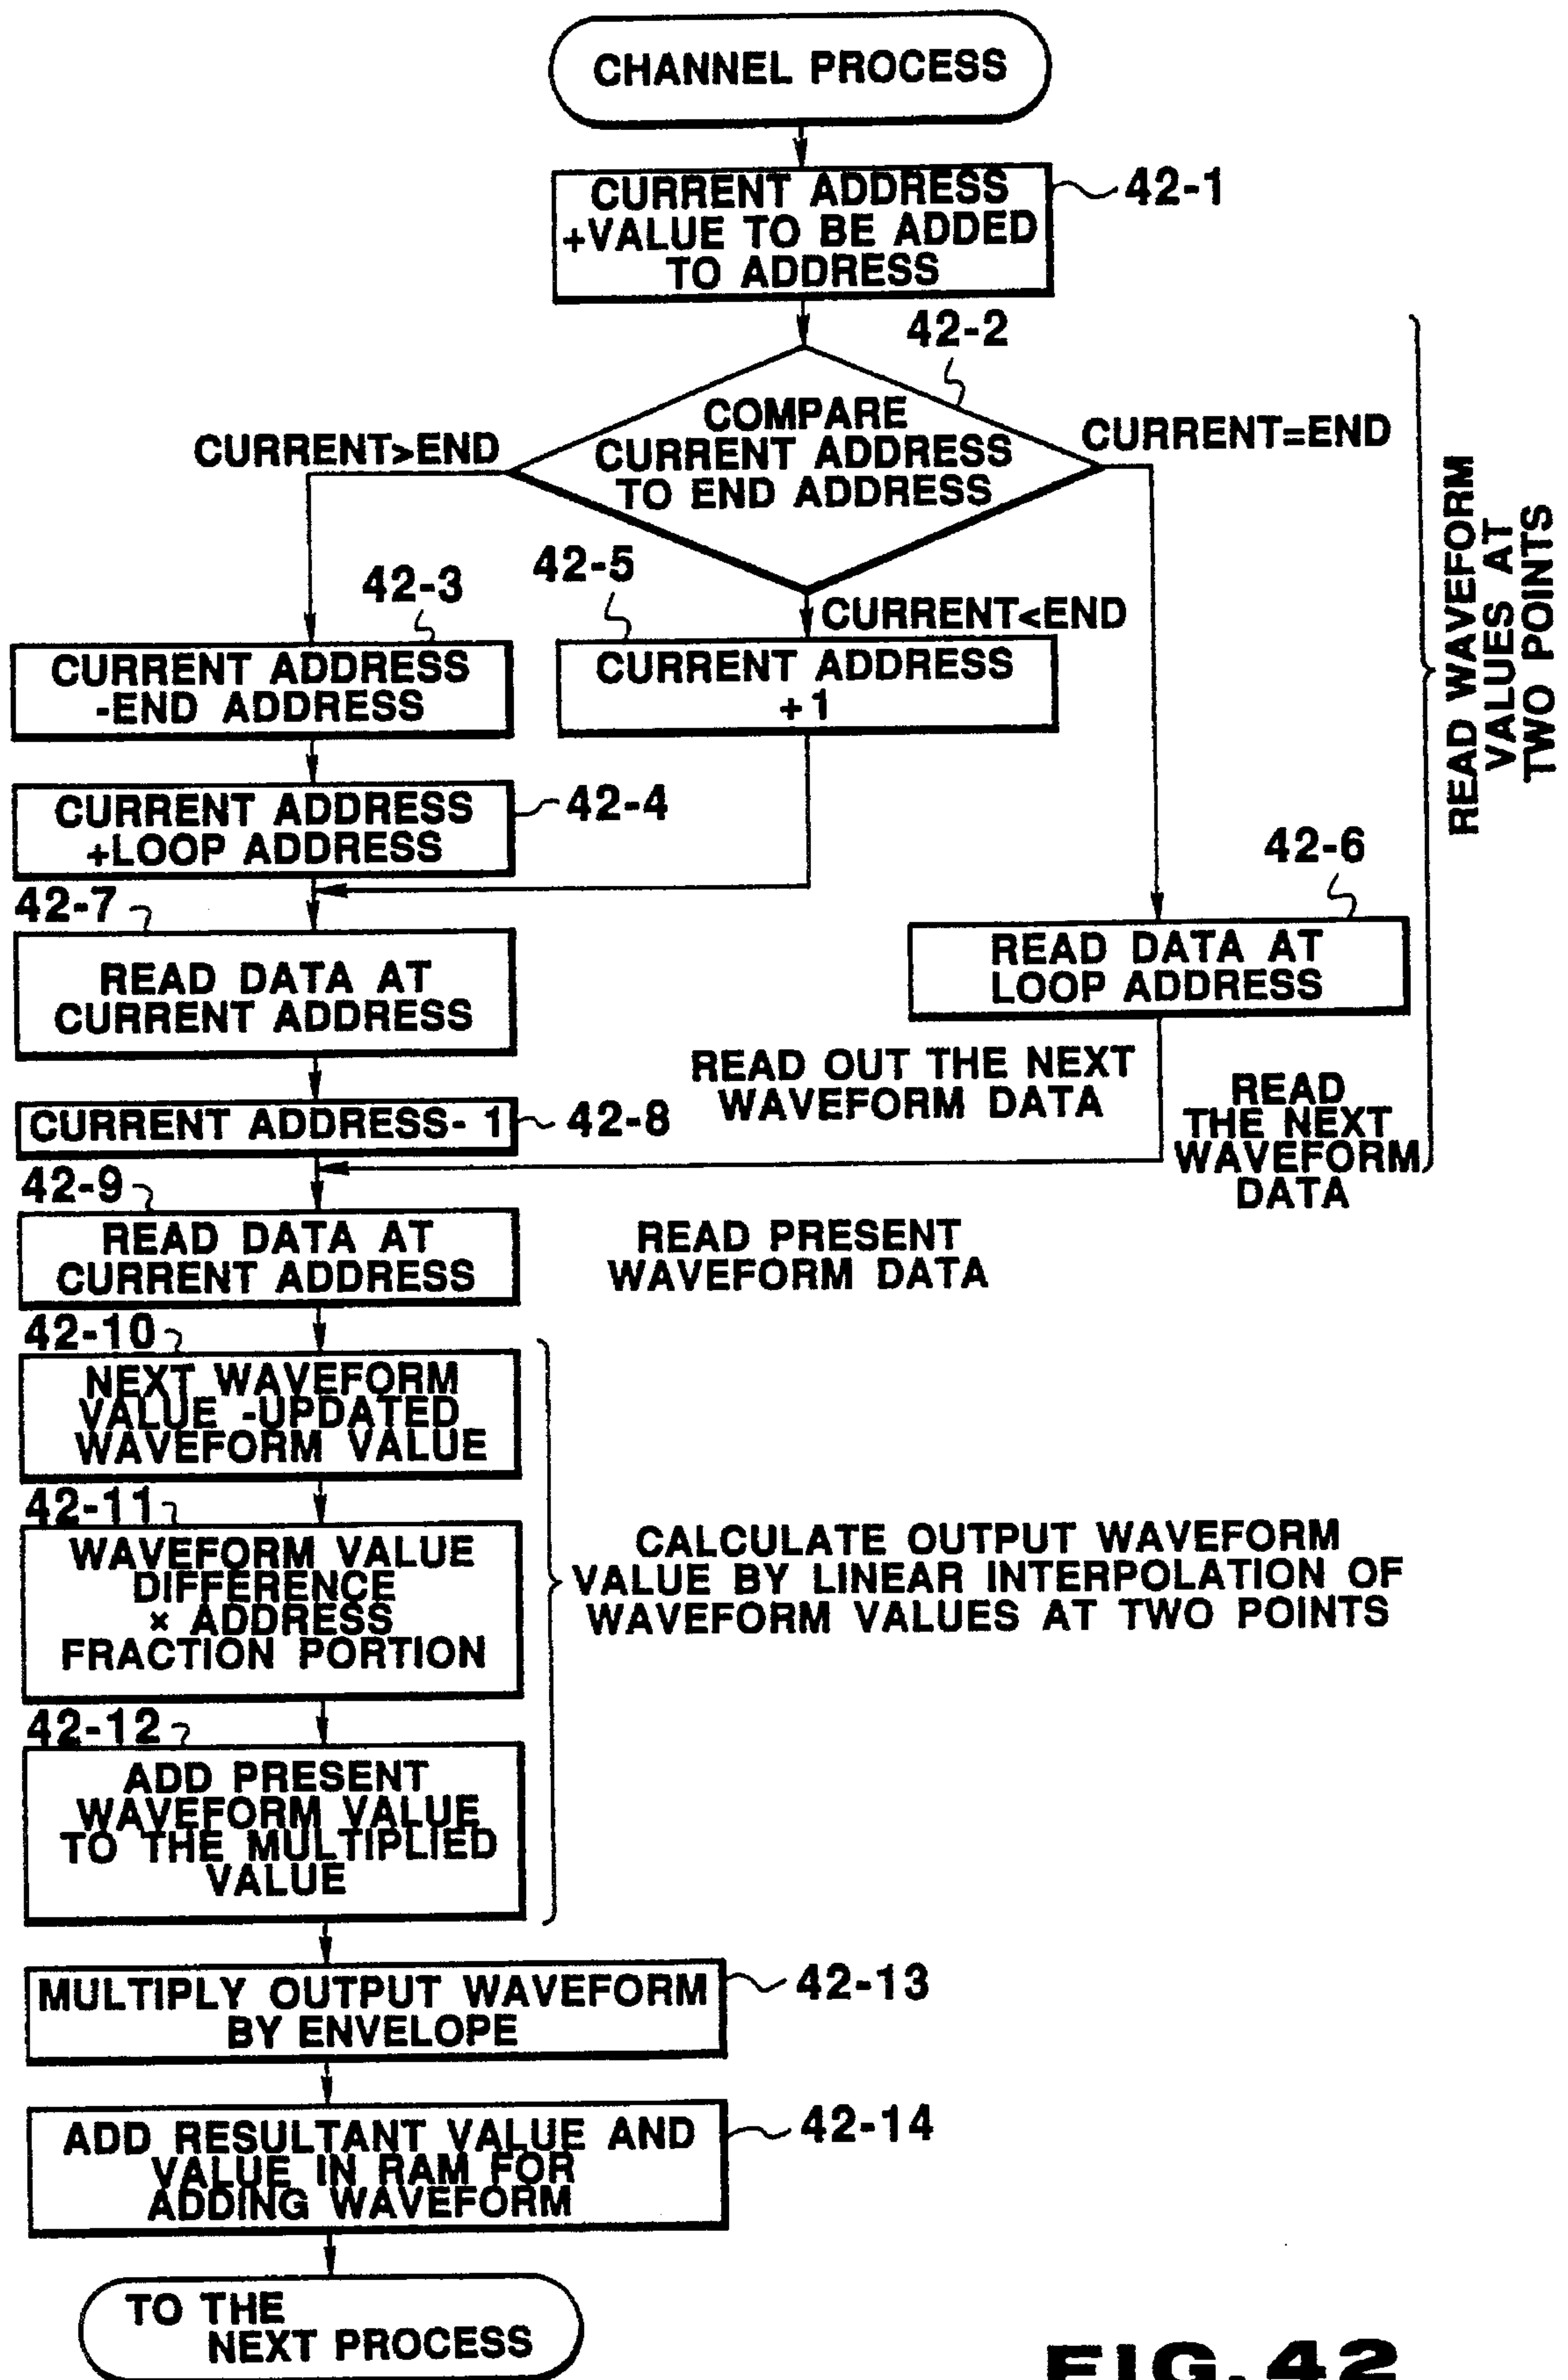 CHANNEL PROCESS
CURRENT ADDRESS
+VALUE TO BE ADDED
TO ADDRESS
42-1
42-2
COMPARE
CURRENT ADDRESS
TO END ADDRESS
CURRENT>END
CURRENT=END
CURRENT<END
42-3
CURRENT ADDRESS
-END ADDRESS
42-5
CURRENT ADDRESS
+1
CURRENT ADDRESS
+LOOP ADDRESS
42-4
READ WAVEFORM
VALUES AT
TWO POINTS
42-6
READ DATA AT
LOOP ADDRESS
42-7
READ DATA AT
CURRENT ADDRESS
READ OUT THE NEXT
WAVEFORM DATA
READ
THE NEXT
WAVEFORM
DATA
CURRENT ADDRESS- 1
42-8
42-9
READ DATA AT
CURRENT ADDRESS
READ PRESENT
WAVEFORM DATA
42-10
NEXT WAVEFORM
VALUE -UPDATED
WAVEFORM VALUE
42-11
WAVEFORM VALUE
DIFFERENCE
× ADDRESS
FRACTION PORTION
CALCULATE OUTPUT WAVEFORM
VALUE BY LINEAR INTERPOLATION OF
WAVEFORM VALUES AT TWO POINTS
42-12
ADD PRESENT
WAVEFORM VALUE
TO THE MULTIPLIED
VALUE
MULTIPLY OUTPUT WAVEFORM
BY ENVELOPE
42-13
ADD RESULTANT VALUE AND
VALUE IN RAM FOR
ADDING WAVEFORM
42-14
TO THE
NEXT PROCESS
FIG.42